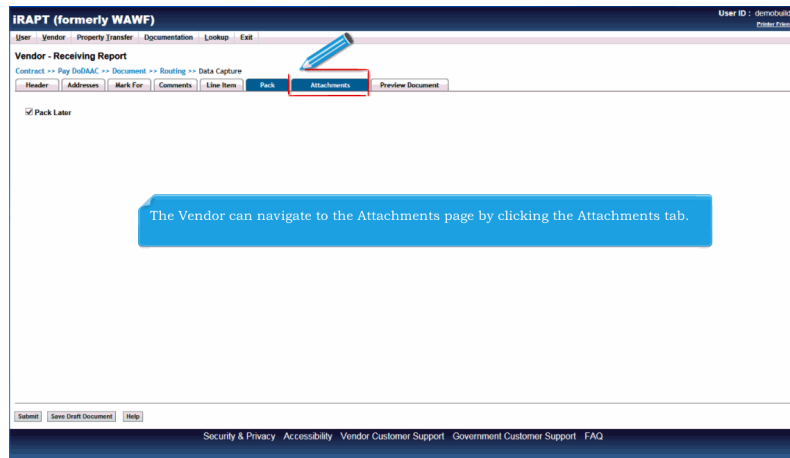 iRAPT (formerly WAWF)
User ID : demobuild
Printer Frien
User Vendor Property Transfer Documentation Lookup Exit
Vendor - Receiving Report
Contract >> Pay DoDAAC >> Document >> Routing >> Data Capture
Header Addresses Mark For Comments Line Item Pack Attachments Preview Document
Pack Later
The Vendor can navigate to the Attachments page by clicking the Attachments tab.
Submit Save Draft Document Help
Security & Privacy Accessibility Vendor Customer Support Government Customer Support FAQ